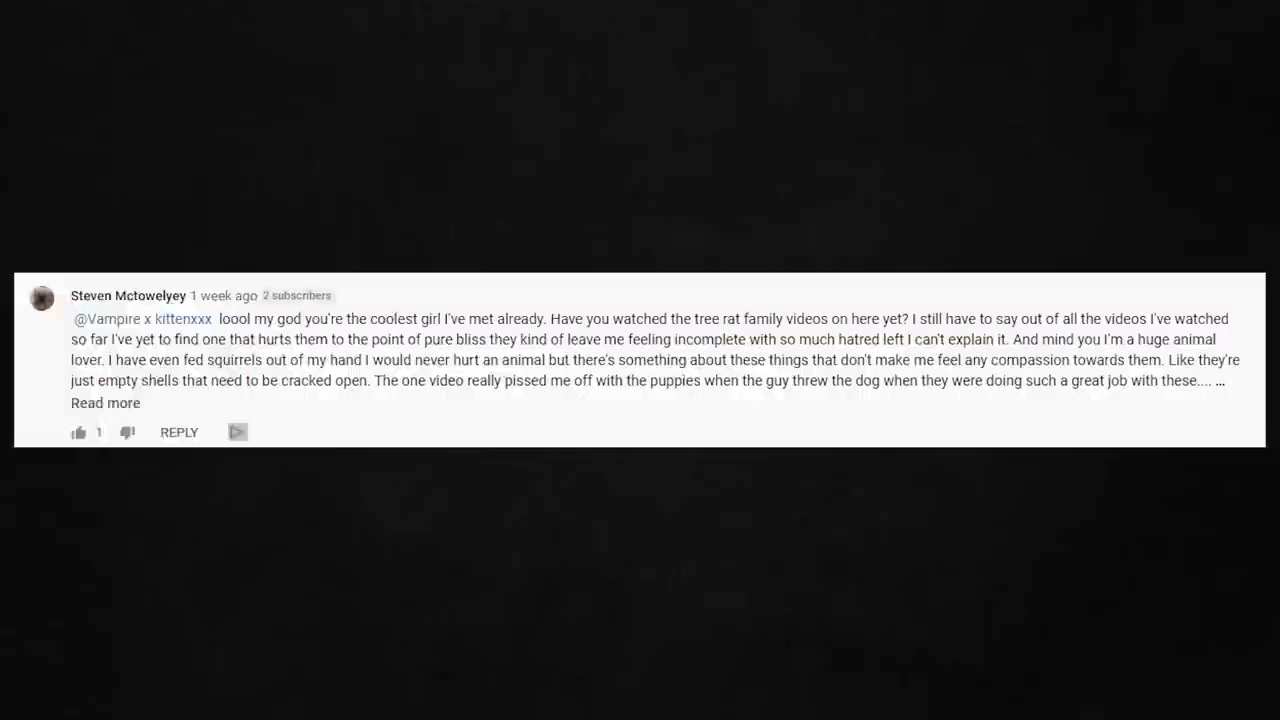 Steven Mctowelyey 1 week ago 2 subscribers
@Vampire x kittenxxx loool my god you're the coolest girl I've met already. Have you watched the tree rat family videos on here yet? I still have to say out of all the videos I've watched
so far I've yet to find one that hurts them to the point of pure bliss they kind of leave me feeling incomplete with so much hatred left I can't explain it. And mind you I'm a huge animal
lover. I have even fed squirrels out of my hand I would never hurt an animal but there's something about these things that don't make me feel any compassion towards them. Like they're
just empty shells that need to be cracked open. The one video really pissed me off with the puppies when the guy threw the dog when they were doing such a great job with these.... ...
Read more
1 REPLY